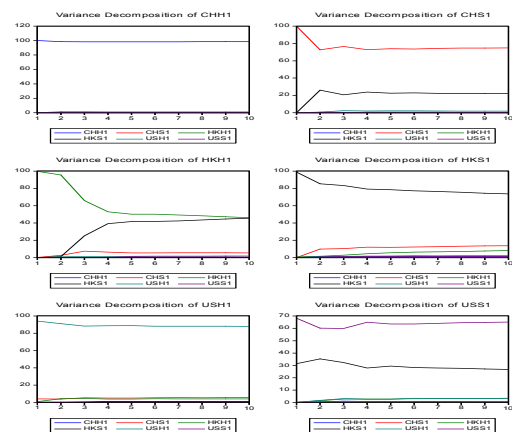 Variance Decomposition of CHH1
120
100
80
60
40
20
0
1 2 3 4 5 6 7 8 9 10
CHH1 CHS1 HKH1
HKS1 USH1 USS1
Variance Decomposition of CHS1
100
80
60
40
20
0
1 2 3 4 5 6 7 8 9 10
CHH1 CHS1 HKH1
HKS1 USH1 USS1
Variance Decomposition of HKH1
100
80
60
40
20
0
1 2 3 4 5 6 7 8 9 10
CHH1 CHS1 HKH1
HKS1 USH1 USS1
Variance Decomposition of HKS1
100
80
60
40
20
0
1 2 3 4 5 6 7 8 9 10
CHH1 CHS1 HKH1
HKS1 USH1 USS1
Variance Decomposition of USH1
100
80
60
40
20
0
1 2 3 4 5 6 7 8 9 10
CHH1 CHS1 HKH1
HKS1 USH1 USS1
Variance Decomposition of USS1
70
60
50
40
30
20
10
0
1 2 3 4 5 6 7 8 9 10
CHH1 CHS1 HKH1
HKS1 USH1 USS1